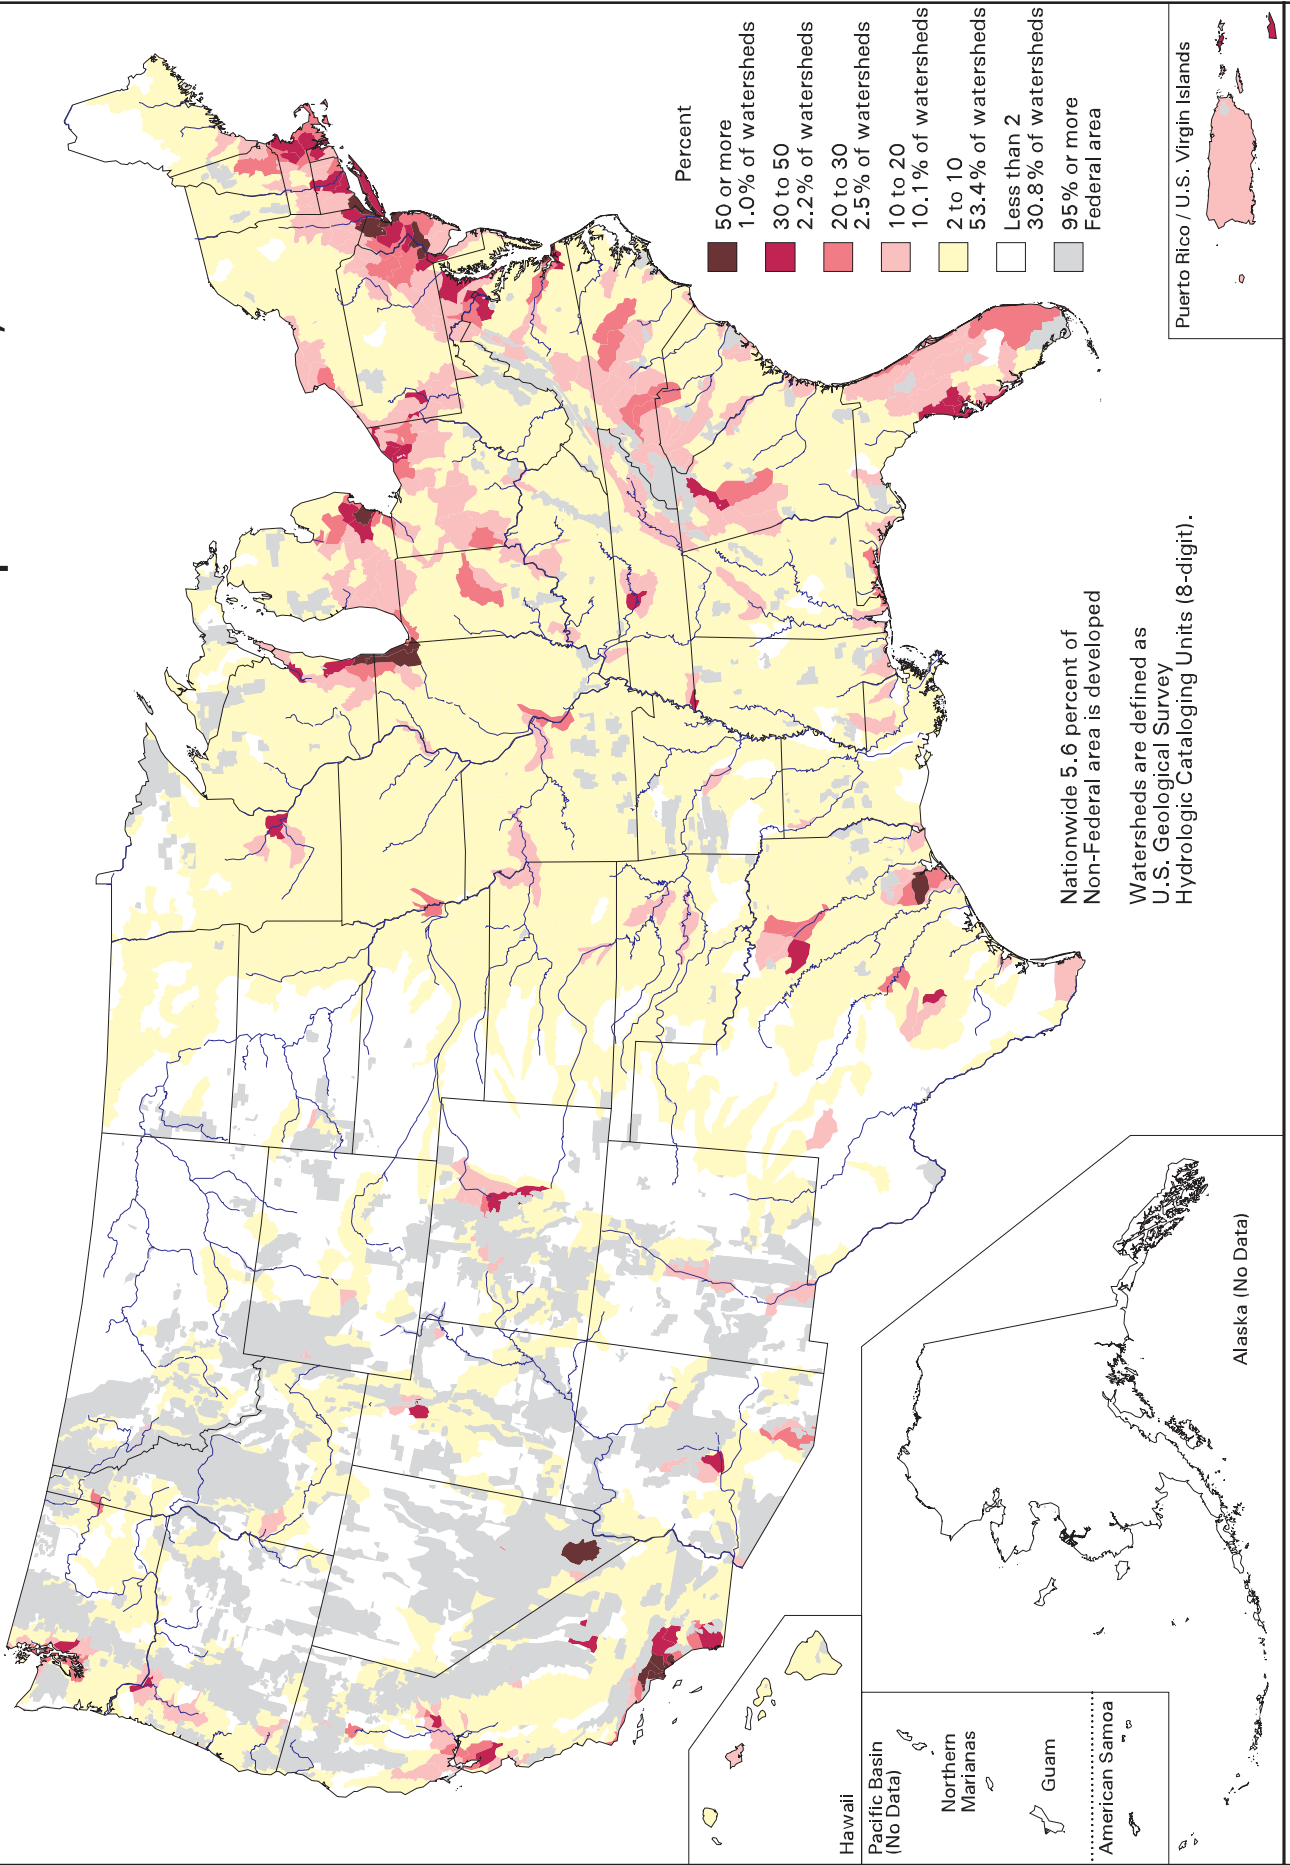 Percent
50 or more
1.0% of watersheds
30 to 50
2.2% of watersheds
20 to 30
2.5% of watersheds
10 to 20
10.1% of watersheds
2 to 10
53.4% of watersheds
Less than 2
30.8% of watersheds
95% or more
Federal area
Nationwide 5.6 percent of
Non-Federal area is developed
Watersheds are defined as
U.S. Geological Survey
Hydrologic Cataloging Units (8-digit).
Puerto Rico / U.S. Virgin Islands
Alaska (No Data)
Hawaii
Pacific Basin
(No Data)
Northern
Marianas
Guam
American Samoa